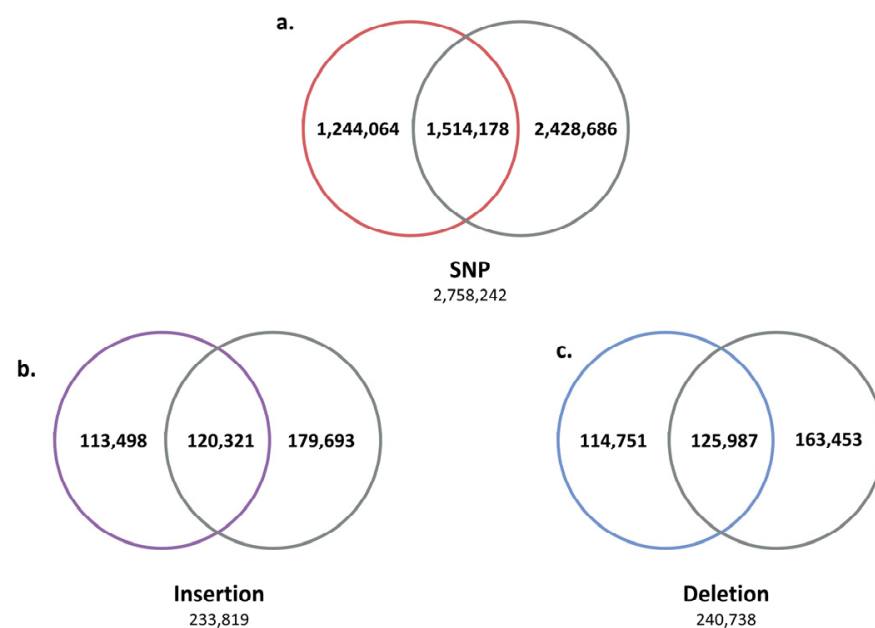 a.
1,244,064 1,514,178 2,428,686
SNP
2,758,242
b.
113,498 120,321 179,693
Insertion
233,819
c.
114,751 125,987 163,453
Deletion
240,738